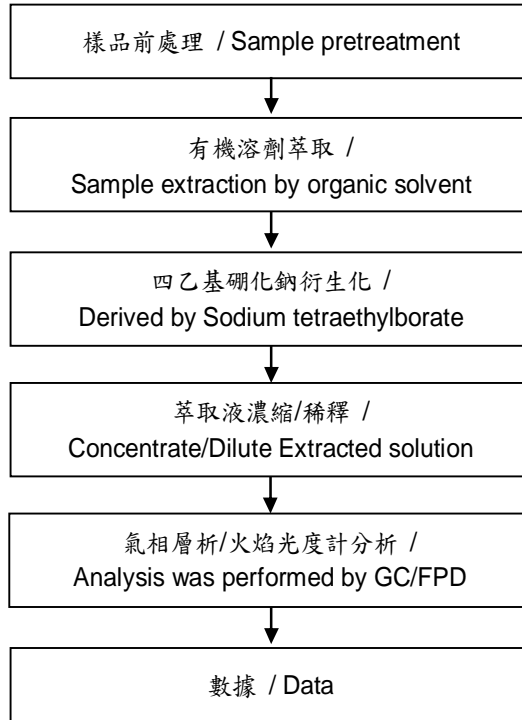 樣品前處理 / Sample pretreatment
有機溶劑萃取 /
Sample extraction by organic solvent
四乙基硼化鈉衍生化 /
Derived by Sodium tetraethylborate
萃取液濃縮/稀釋 /
Concentrate/Dilute Extracted solution
氣相層析/火焰光度計分析 /
Analysis was performed by GC/FPD
數據 / Data